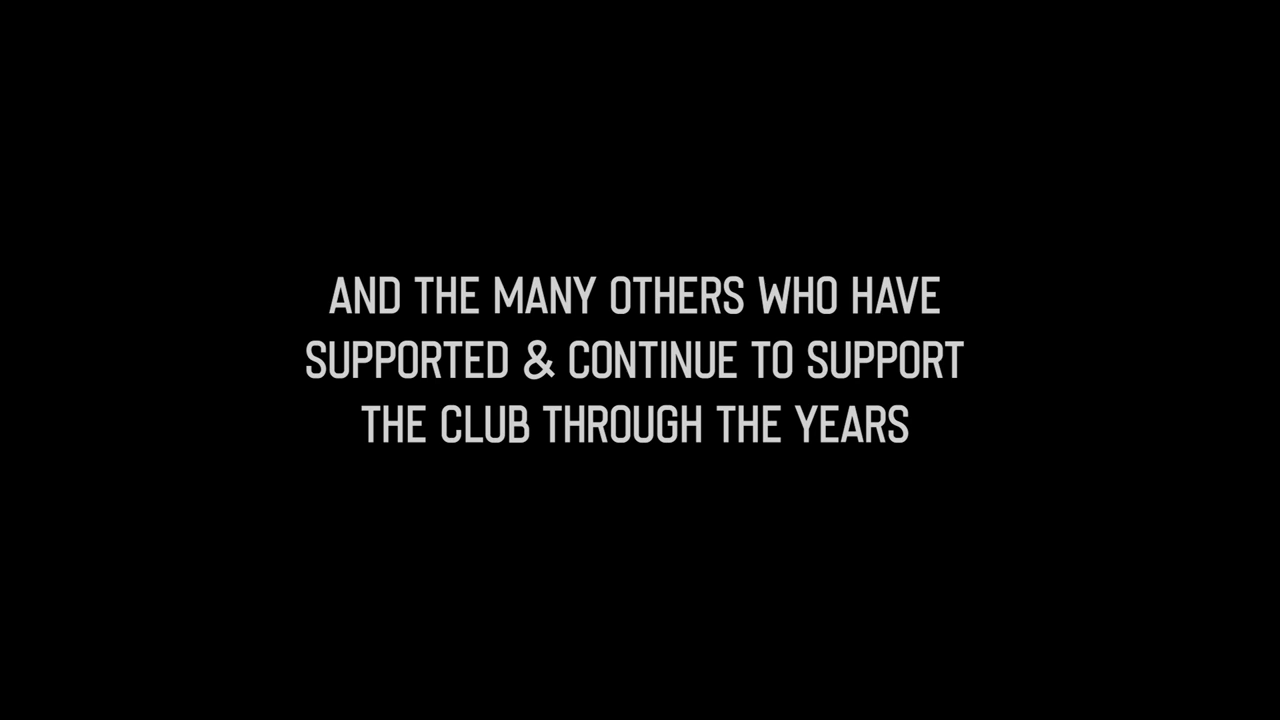 AND THE MANY OTHERS WHO HAVE
SUPPORTED & CONTINUE TO SUPPORT
THE CLUB THROUGH THE YEARS